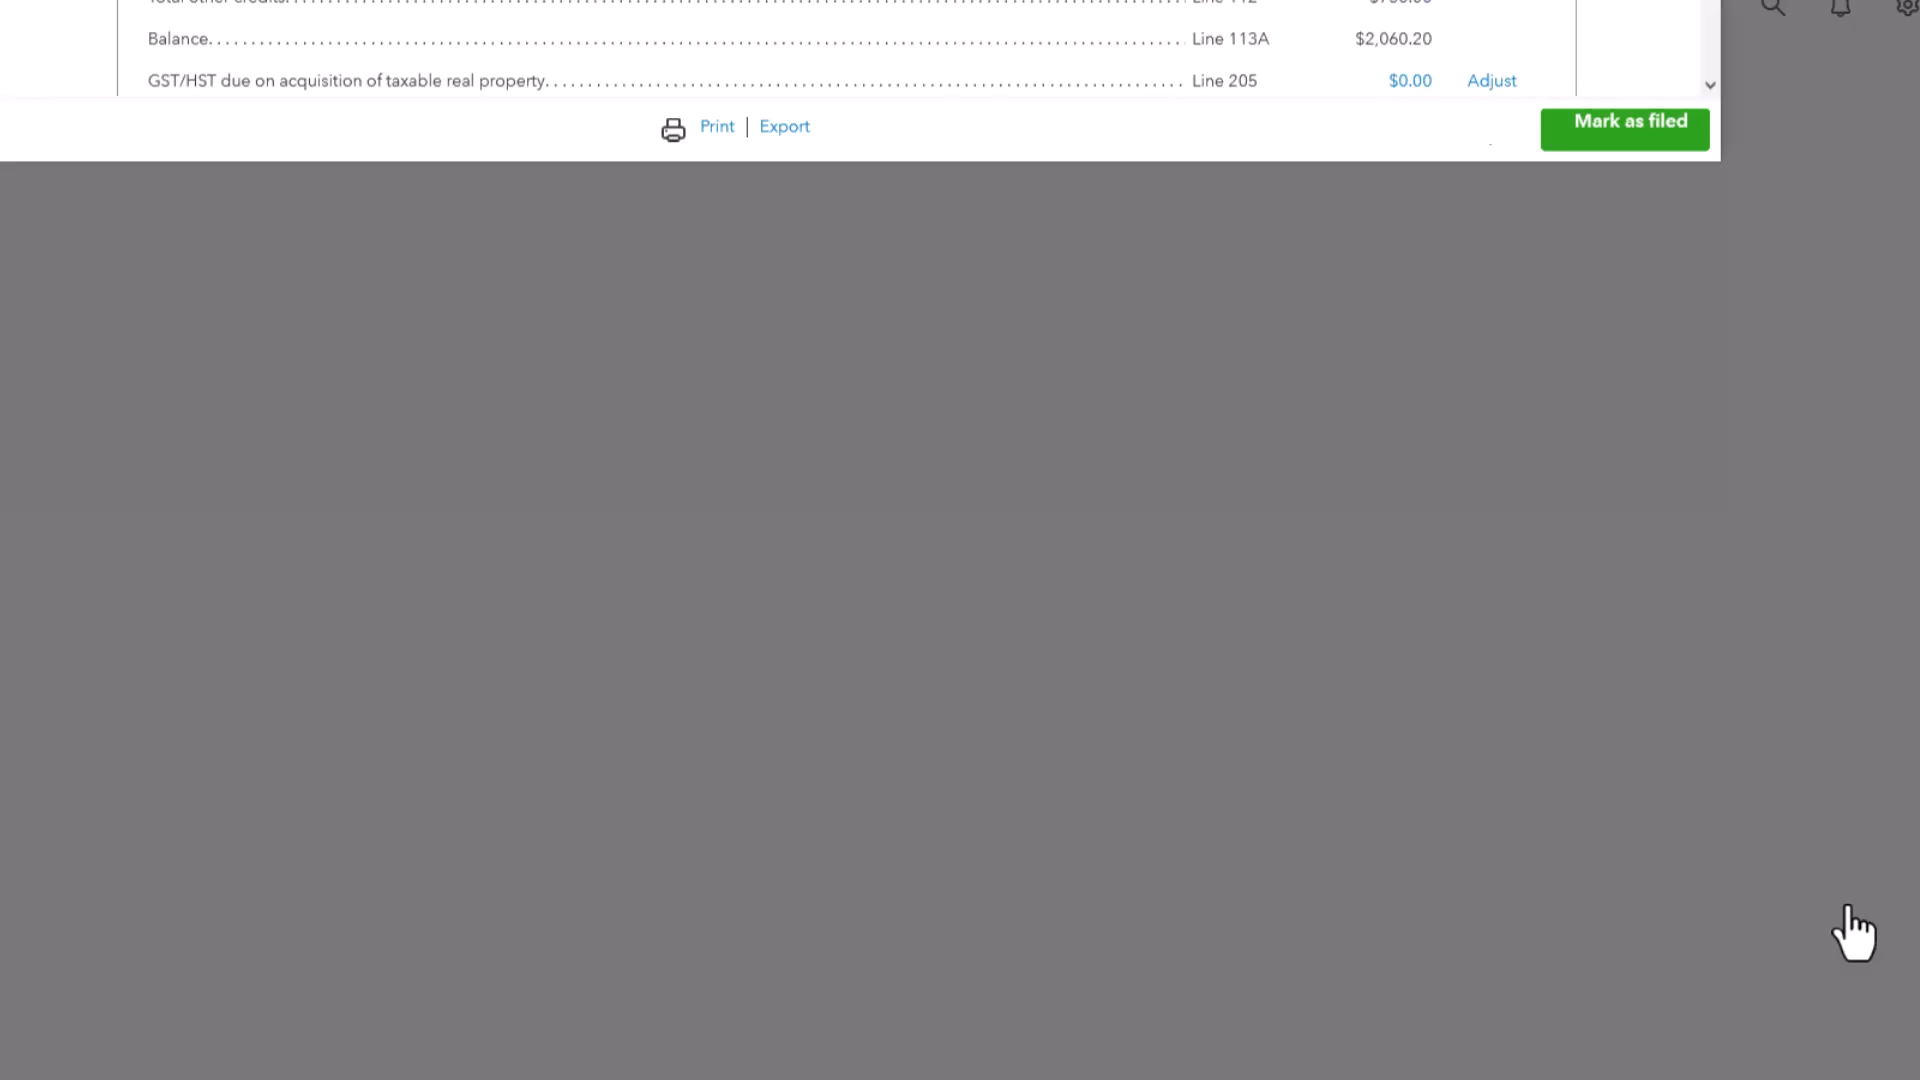 Balance. . . . . . . . . . . . . . . . . . . . . . . . . . . . . . . . . . . . . . . . Line 113A $2,060.20
GST/HST due on acquisition of taxable real property. . . . . . . . . . . . . . . . . . . . . . . . Line 205 $0.00 Adjust
Print | Export
Mark as filed